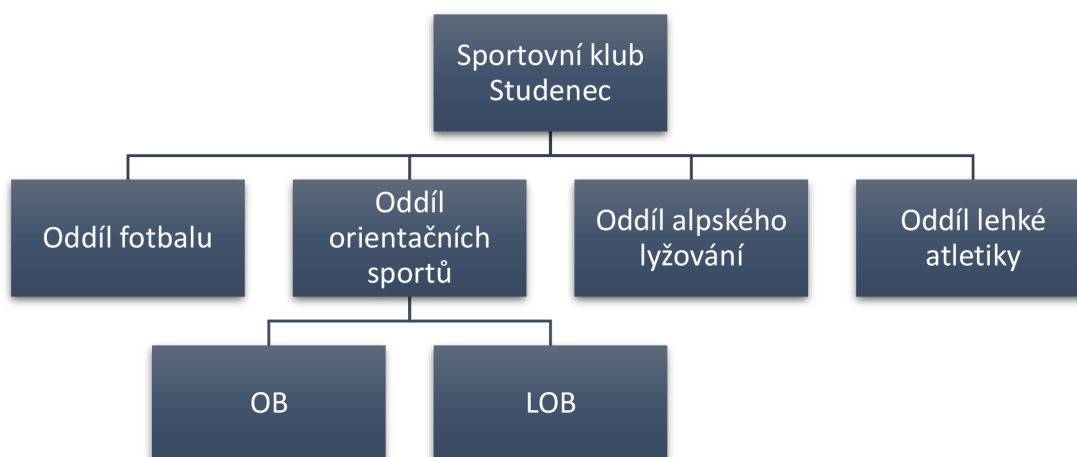 Sportovní klub
Studenec
Oddíl fotbalu
Oddíl
orientačních
sportů
Oddíl alpského
lyžování
Oddíl lehké
atletiky
OB
LOB